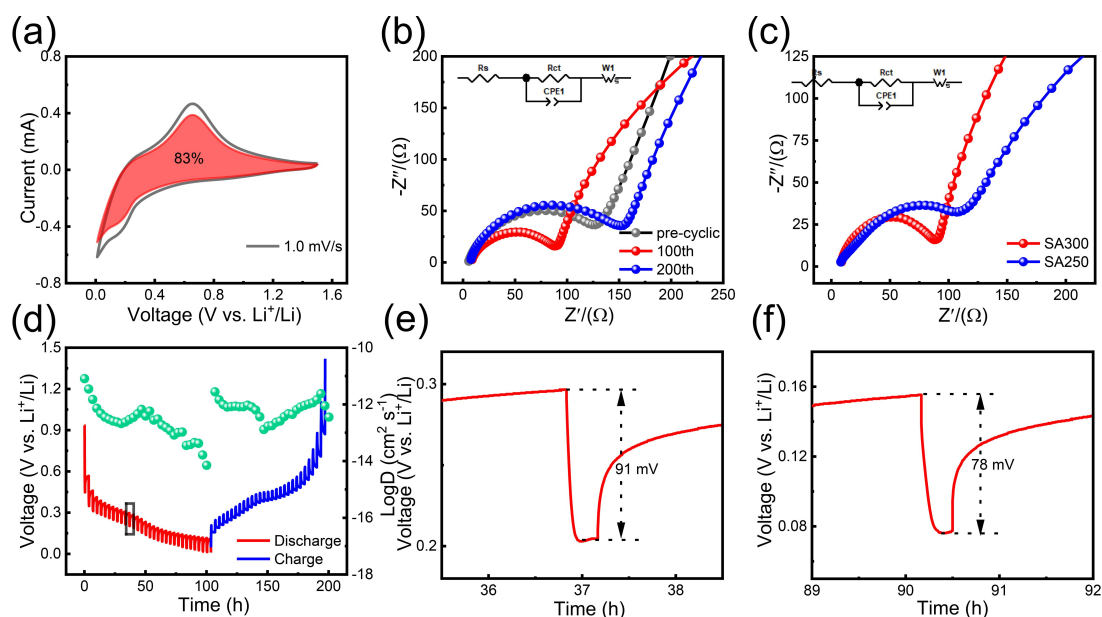 (a)
0.8
0.4
0.0
-0.4
-0.8
Current (mA)
83%
1.0 mV/s
0.0 0.4 0.8 1.2 1.6
Voltage (V vs. Li⁺/Li)
(b)
200
150
100
50
0
-Z″/(Ω)
Rs Rct W1
CPE1
pre-cyclic
100th
200th
0 50 100 150 200 250
Z′/(Ω)
(c)
125
100
75
50
25
0
-Z″/(Ω)
Rs Rct W1
CPE1
SA300
SA250
0 50 100 150 200
Z′/(Ω)
(d)
1.5
1.2
0.9
0.6
0.3
0.0
Voltage (V vs. Li⁺/Li)
Discharge
Charge
-10
-12
-14
-16
-18
LogD (cm² s⁻¹)
0 50 100 150 200
Time (h)
(e)
0.3
0.2
Voltage (V vs. Li⁺/Li)
91 mV
36 37 38
Time (h)
(f)
0.16
0.12
0.08
Voltage (V vs. Li⁺/Li)
78 mV
89 90 91 92
Time (h)